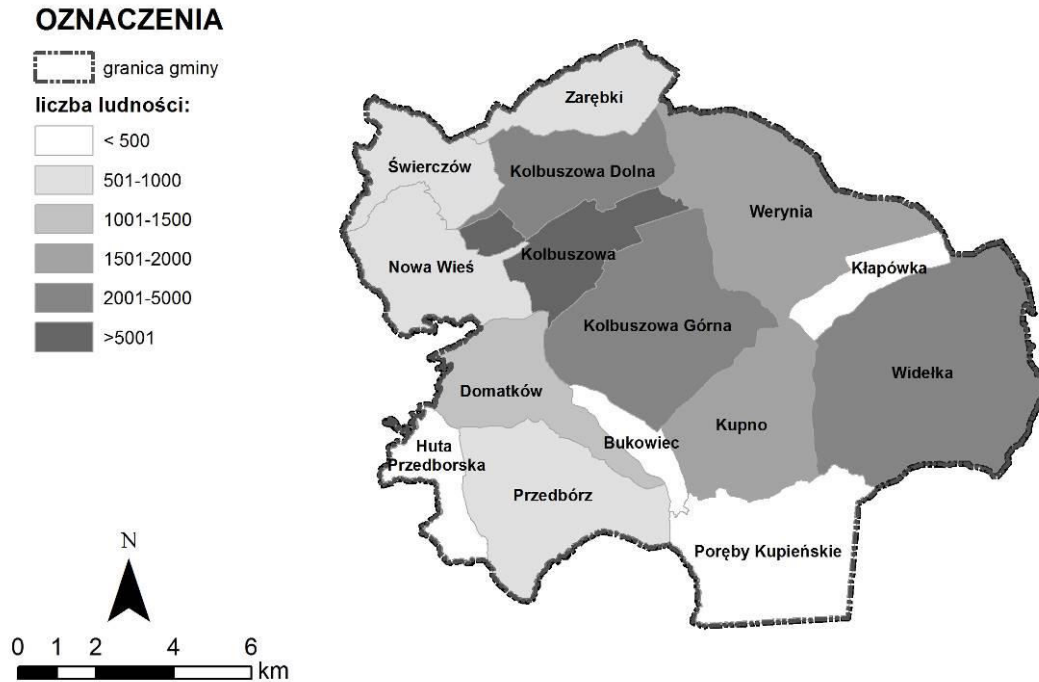 OZNACZENIA
granica gminy
liczba ludności:
< 500
501-1000
1001-1500
1501-2000
2001-5000
>5001
Zarębki
Świerczów
Kolbuszowa Dolna
Werynia
Nowa Wieś
Kolbuszowa
Kłapówka
Kolbuszowa Górna
Widełka
Domatków
Kupno
Bukowiec
Huta
Przedborska
Przedbórz
Poręby Kupieńskie
N
0 1 2 4 6
km